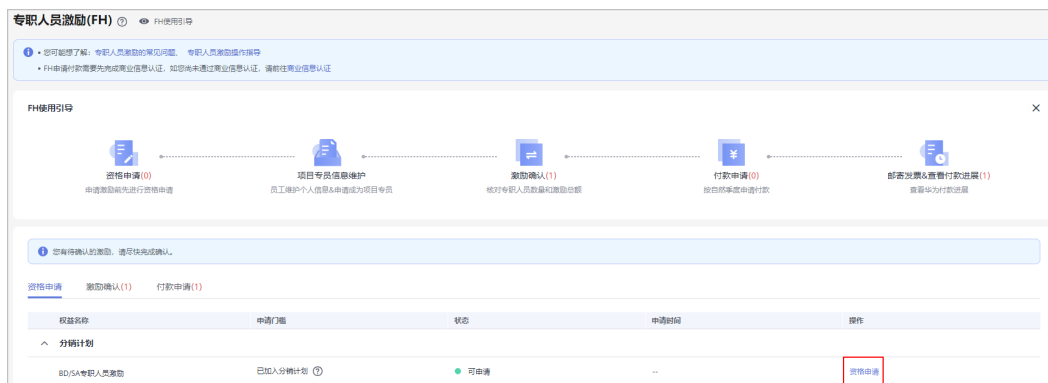 专职人员激励(FH) FH使用引导
• 您可能想了解：专职人员激励的常见问题、 专职人员激励操作指导
• FH申请付款需要先完成商业信息认证，如您尚未通过商业信息认证，请前往商业信息认证
FH使用引导
资格申请(0) 项目专员信息维护 激励确认(1) 付款申请(0) 邮寄发票&查看付款进展(1)
申请激励前先进行资格申请 员工维护个人信息&申请成为项目专员 核对专职人员数量和激励总额 按自然季度申请付款 查看华为付款进展
您有待确认的激励，请尽快完成确认。
资格申请 激励确认(1) 付款申请(1)
权益名称 申请门槛 状态 申请时间 操作
分销计划
BD/SA专职人员激励 已加入分销计划 可申请 -- 资格申请